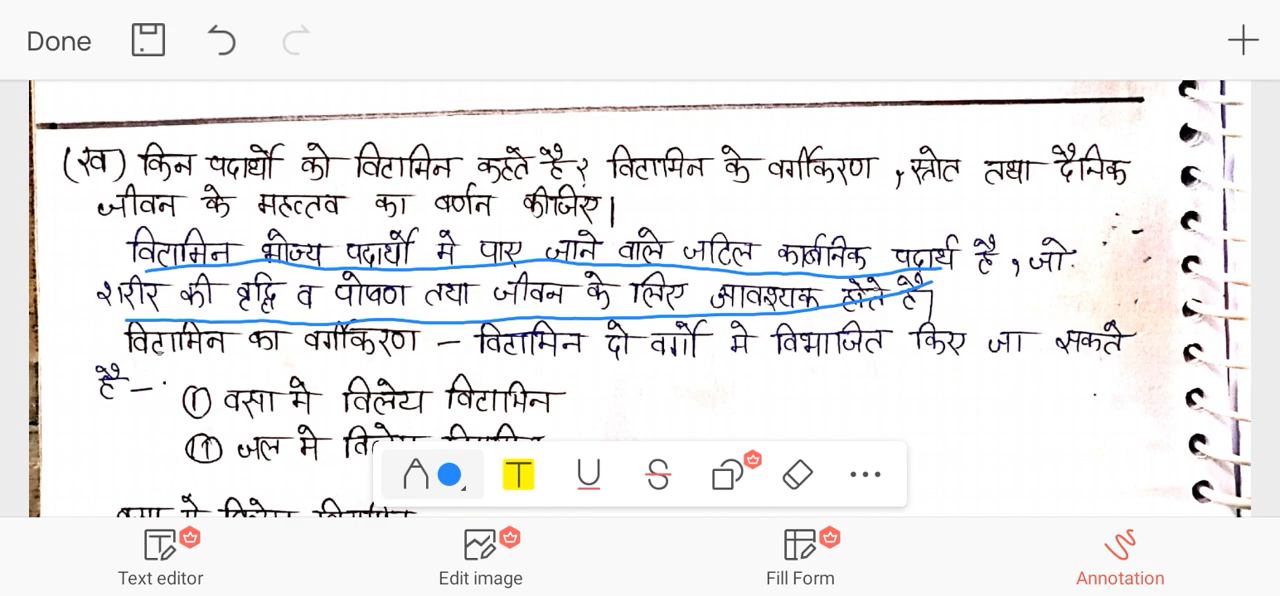 Done
(ख) किन पदार्थो को विटामिन कहते है? विटामिन के वर्गीकरण , स्त्रोत तथा दैनिक
जीवन के महत्तव का वर्णन कीजिए।
विटामिन भोज्य पदार्थो मे पाए जाने वाले जटिल कार्बनिक पदार्थ है , जो
शरीर की वृद्दि व पोषण तथा जीवन के लिए आवश्यक होते है।
विटामिन का वर्गीकरण – विटामिन दो वर्गो मे विभाजित किए जा सकते
है –
(I) वसा मे विलेय विटामिन
(II) जल मे
T U S
Text editor Edit image Fill Form Annotation